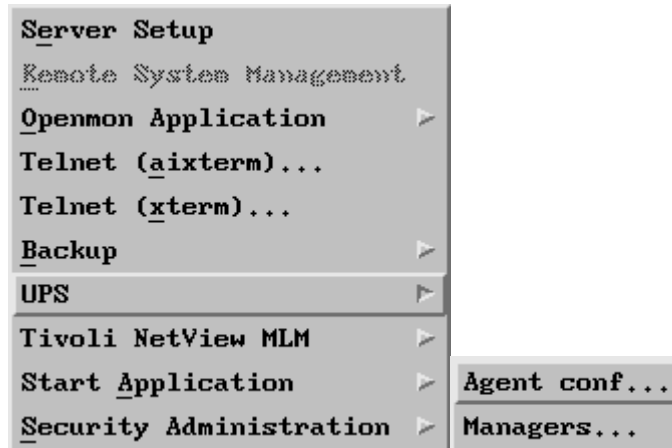 Server Setup
Remote System Management
Openmon Application
Telnet (aixterm)...
Telnet (xterm)...
Backup
UPS
Tivoli NetView MLM
Start Application
Security Administration
Agent conf...
Managers...